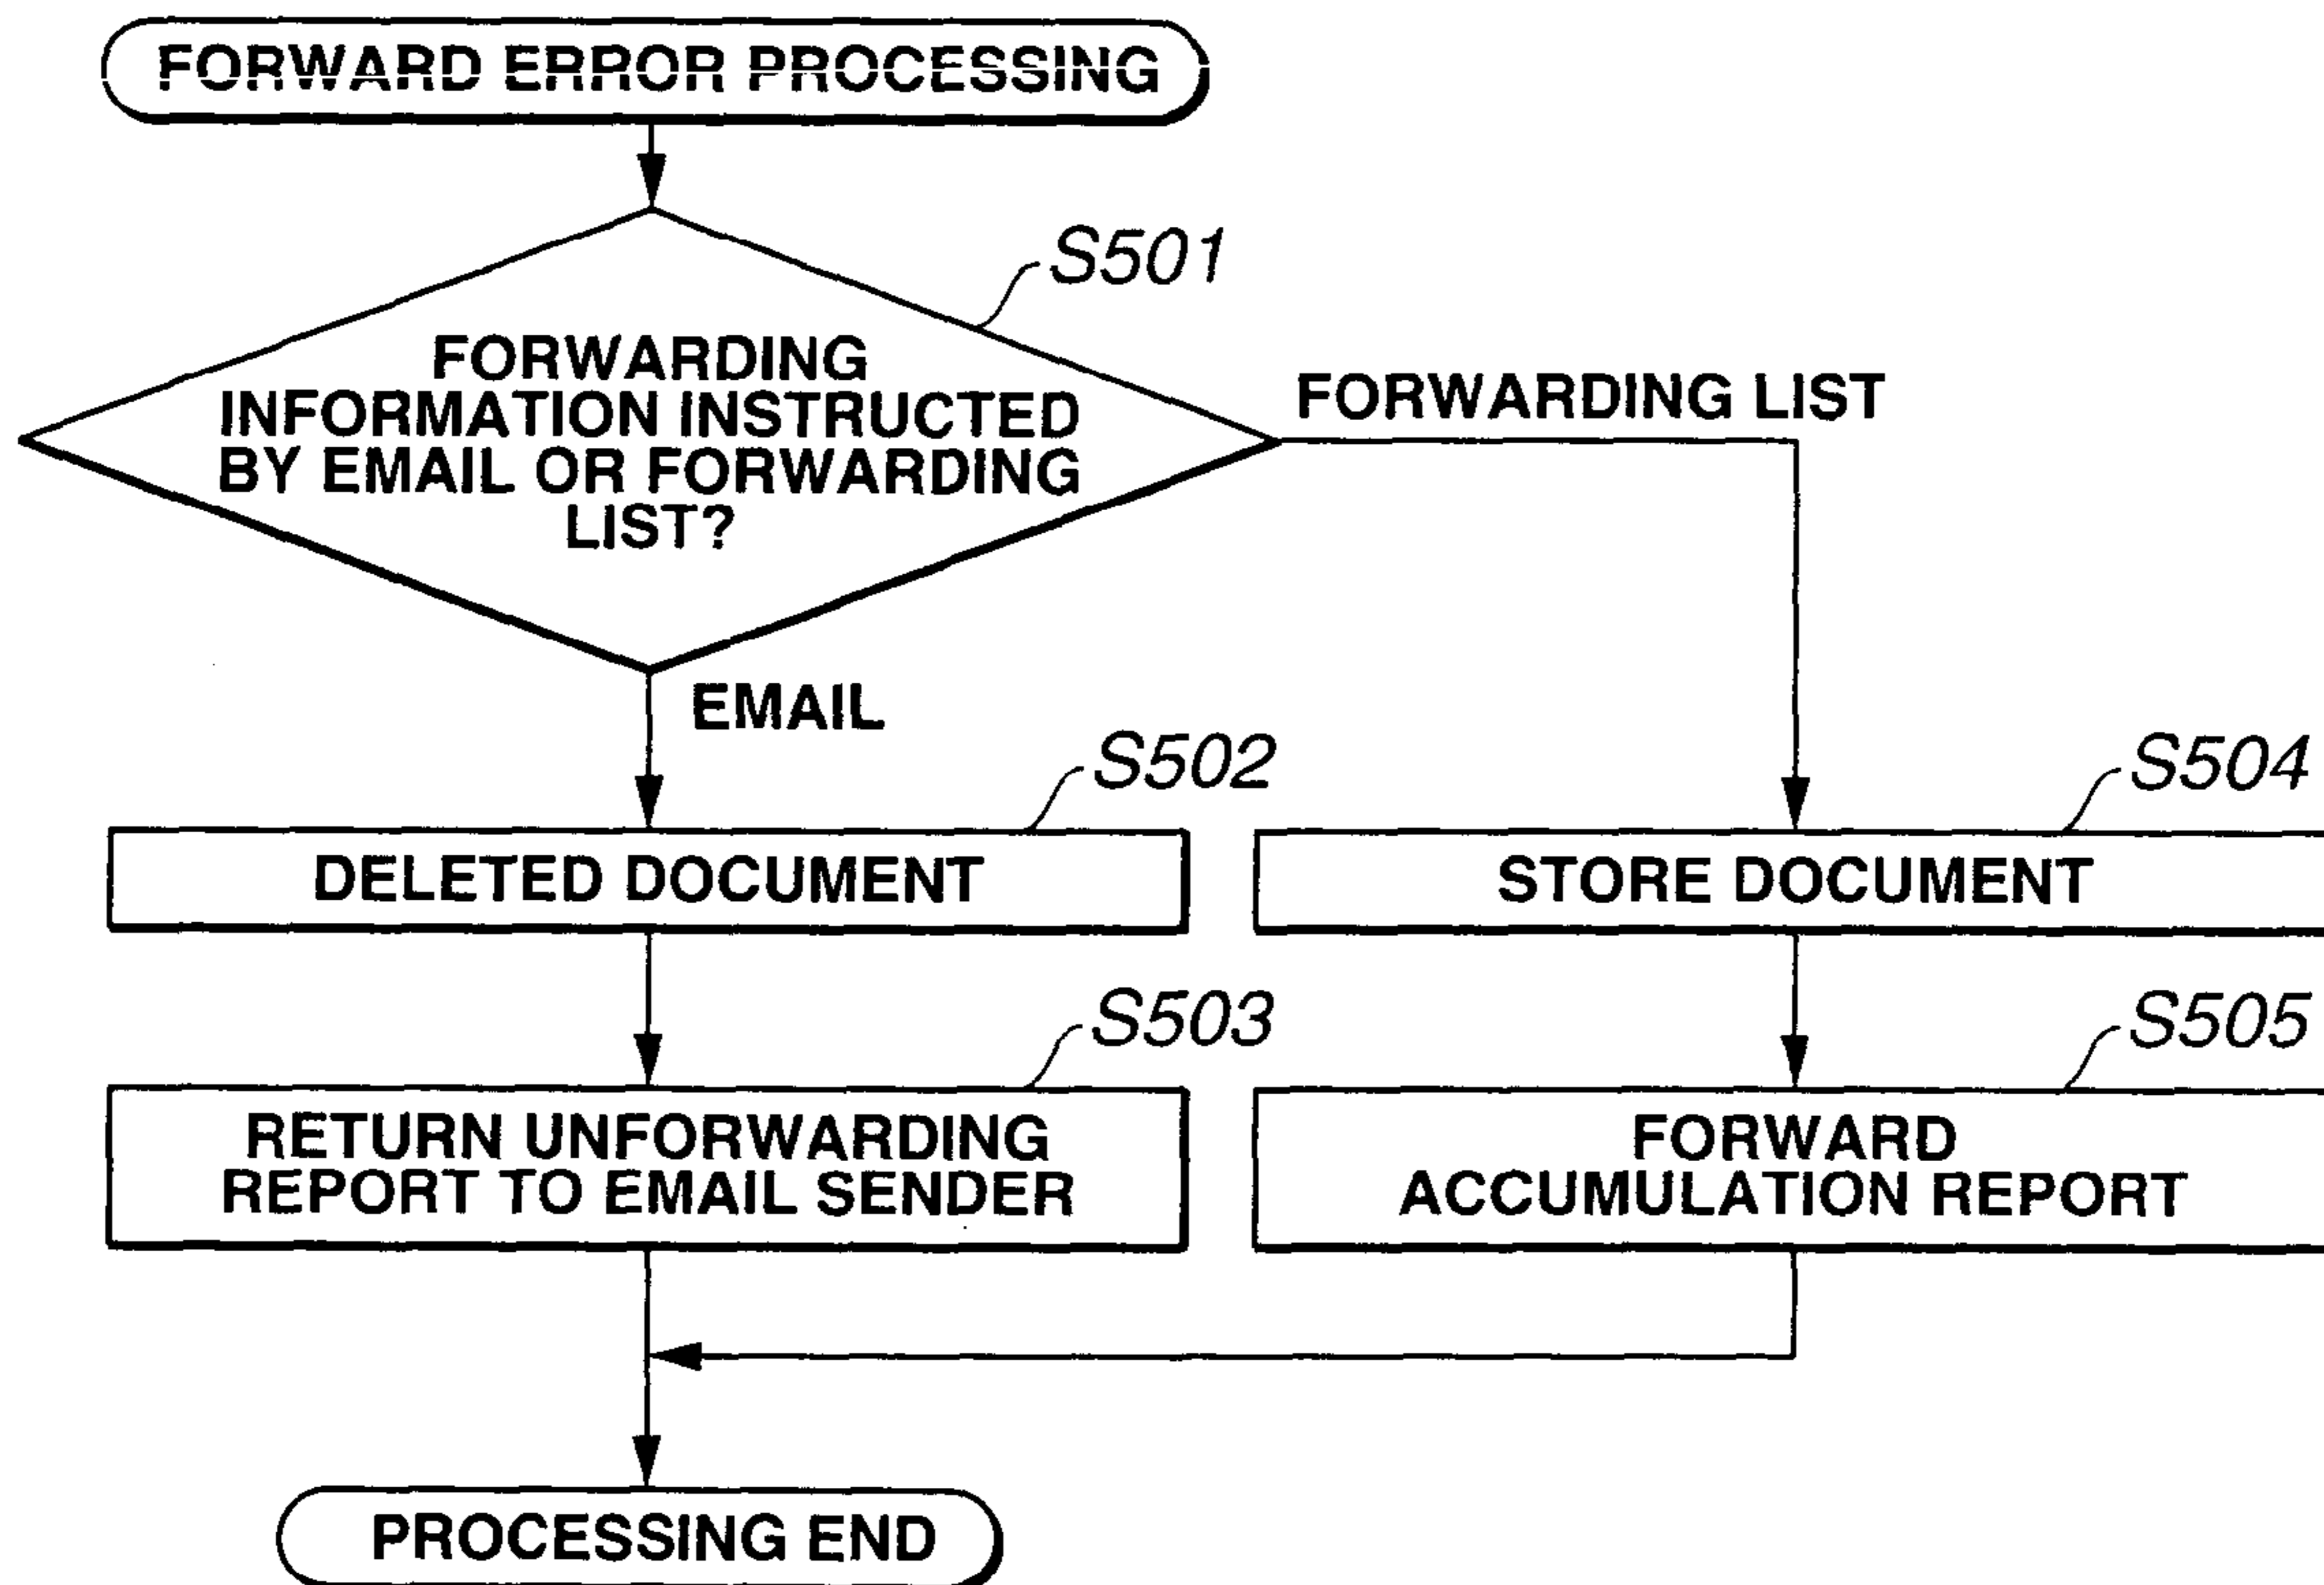 FORWARD ERROR PROCESSING
S501
FORWARDING
INFORMATION INSTRUCTED
BY EMAIL OR FORWARDING
LIST?
FORWARDING LIST
EMAIL
S502
DELETED DOCUMENT
S504
STORE DOCUMENT
S503
RETURN UNFORWARDING
REPORT TO EMAIL SENDER
S505
FORWARD
ACCUMULATION REPORT
PROCESSING END